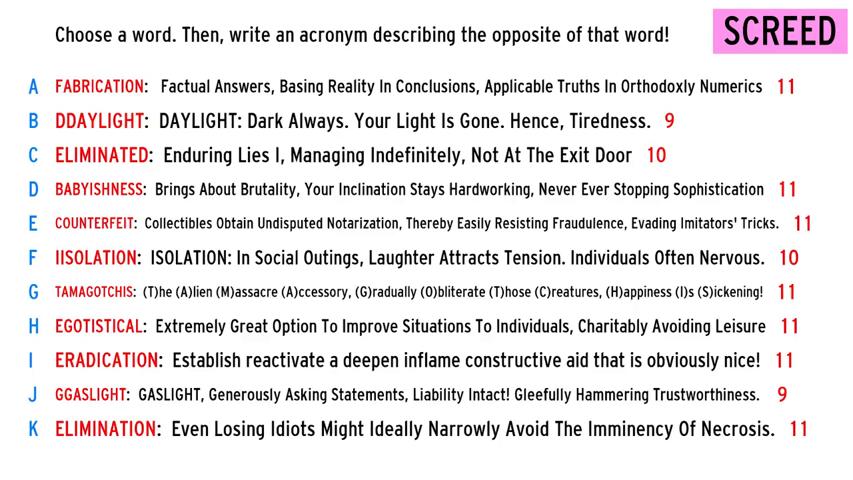 Choose a word. Then, write an acronym describing the opposite of that word!
SCREED
A FABRICATION: Factual Answers, Basing Reality In Conclusions, Applicable Truths In Orthodoxly Numerics 11
B DDAYLIGHT: DAYLIGHT: Dark Always. Your Light Is Gone. Hence, Tiredness. 9
C ELIMINATED: Enduring Lies I, Managing Indefinitely, Not At The Exit Door 10
D BABYISHNESS: Brings About Brutality, Your Inclination Stays Hardworking, Never Ever Stopping Sophistication 11
E COUNTERFEIT: Collectibles Obtain Undisputed Notarization, Thereby Easily Resisting Fraudulence, Evading Imitators' Tricks. 11
F IISOLATION: ISOLATION: In Social Outings, Laughter Attracts Tension. Individuals Often Nervous. 10
G TAMAGOTCHIS: (T)he (A)lien (M)assacre (A)ccessory, (G)radually (O)bliterate (T)hose (C)reatures, (H)appiness (I)s (S)ickening! 11
H EGOTISTICAL: Extremely Great Option To Improve Situations To Individuals, Charitably Avoiding Leisure 11
I ERADICATION: Establish reactivate a deepen inflame constructive aid that is obviously nice! 11
J GGASLIGHT: GASLIGHT, Generously Asking Statements, Liability Intact! Gleefully Hammering Trustworthiness. 9
K ELIMINATION: Even Losing Idiots Might Ideally Narrowly Avoid The Imminency Of Necrosis. 11